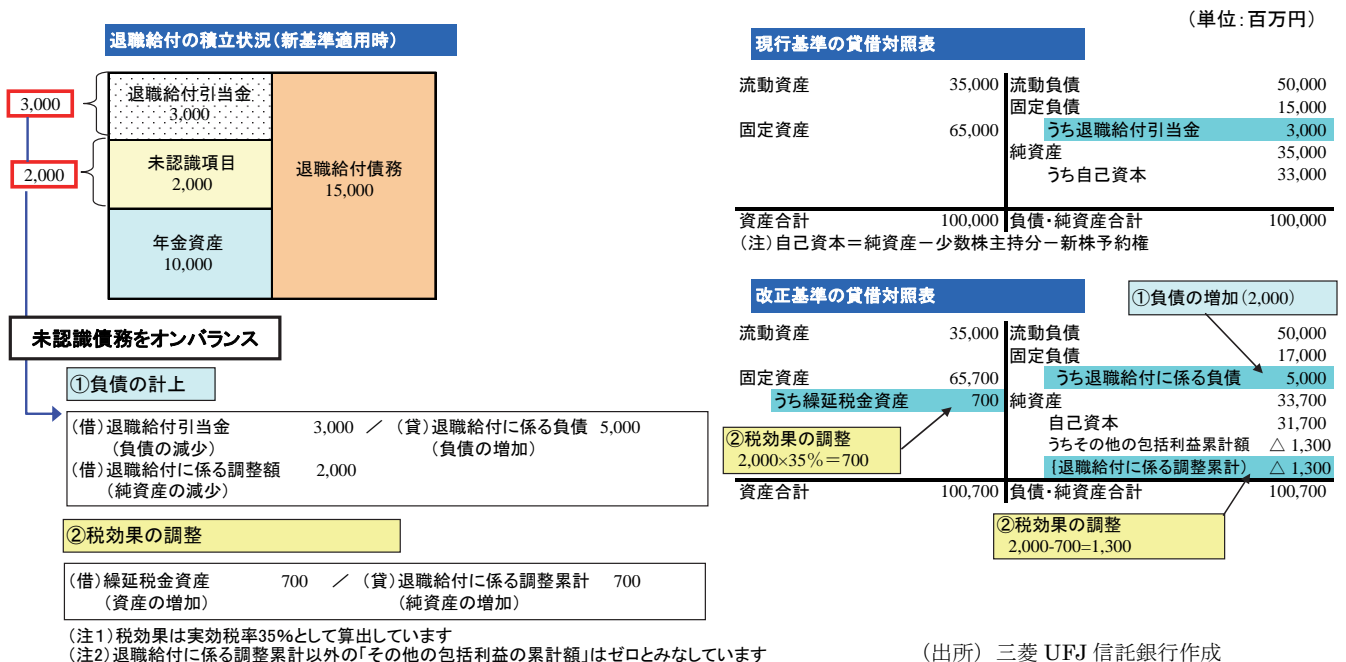 (単位:百万円)
退職給付の積立状況(新基準適用時)
3,000
2,000
退職給付引当金
3,000
未認識項目
2,000
年金資産
10,000
退職給付債務
15,000
未認識債務をオンバランス
①負債の計上
(借)退職給付引当金 3,000 / (貸)退職給付に係る負債 5,000
(負債の減少) (負債の増加)
(借)退職給付に係る調整額 2,000
(純資産の減少)
②税効果の調整
(借)繰延税金資産 700 / (貸)退職給付に係る調整累計 700
(資産の増加) (純資産の増加)
(注1)税効果は実効税率35%として算出しています
(注2)退職給付に係る調整累計以外の「その他の包括利益の累計額」はゼロとみなしています
現行基準の貸借対照表
流動資産 35,000 流動負債 50,000
固定負債 15,000
固定資産 65,000 うち退職給付引当金 3,000
純資産 35,000
うち自己資本 33,000
資産合計 100,000 負債・純資産合計 100,000
(注)自己資本=純資産-少数株主持分-新株予約権
改正基準の貸借対照表
①負債の増加(2,000)
流動資産 35,000 流動負債 50,000
固定負債 17,000
固定資産 65,700 うち退職給付に係る負債 5,000
うち繰延税金資産 700 純資産 33,700
自己資本 31,700
②税効果の調整
2,000×35%=700
うちその他の包括利益累計額 △ 1,300
{退職給付に係る調整累計) △ 1,300
資産合計 100,700 負債・純資産合計 100,700
②税効果の調整
2,000-700=1,300
(出所) 三菱 UFJ 信託銀行作成